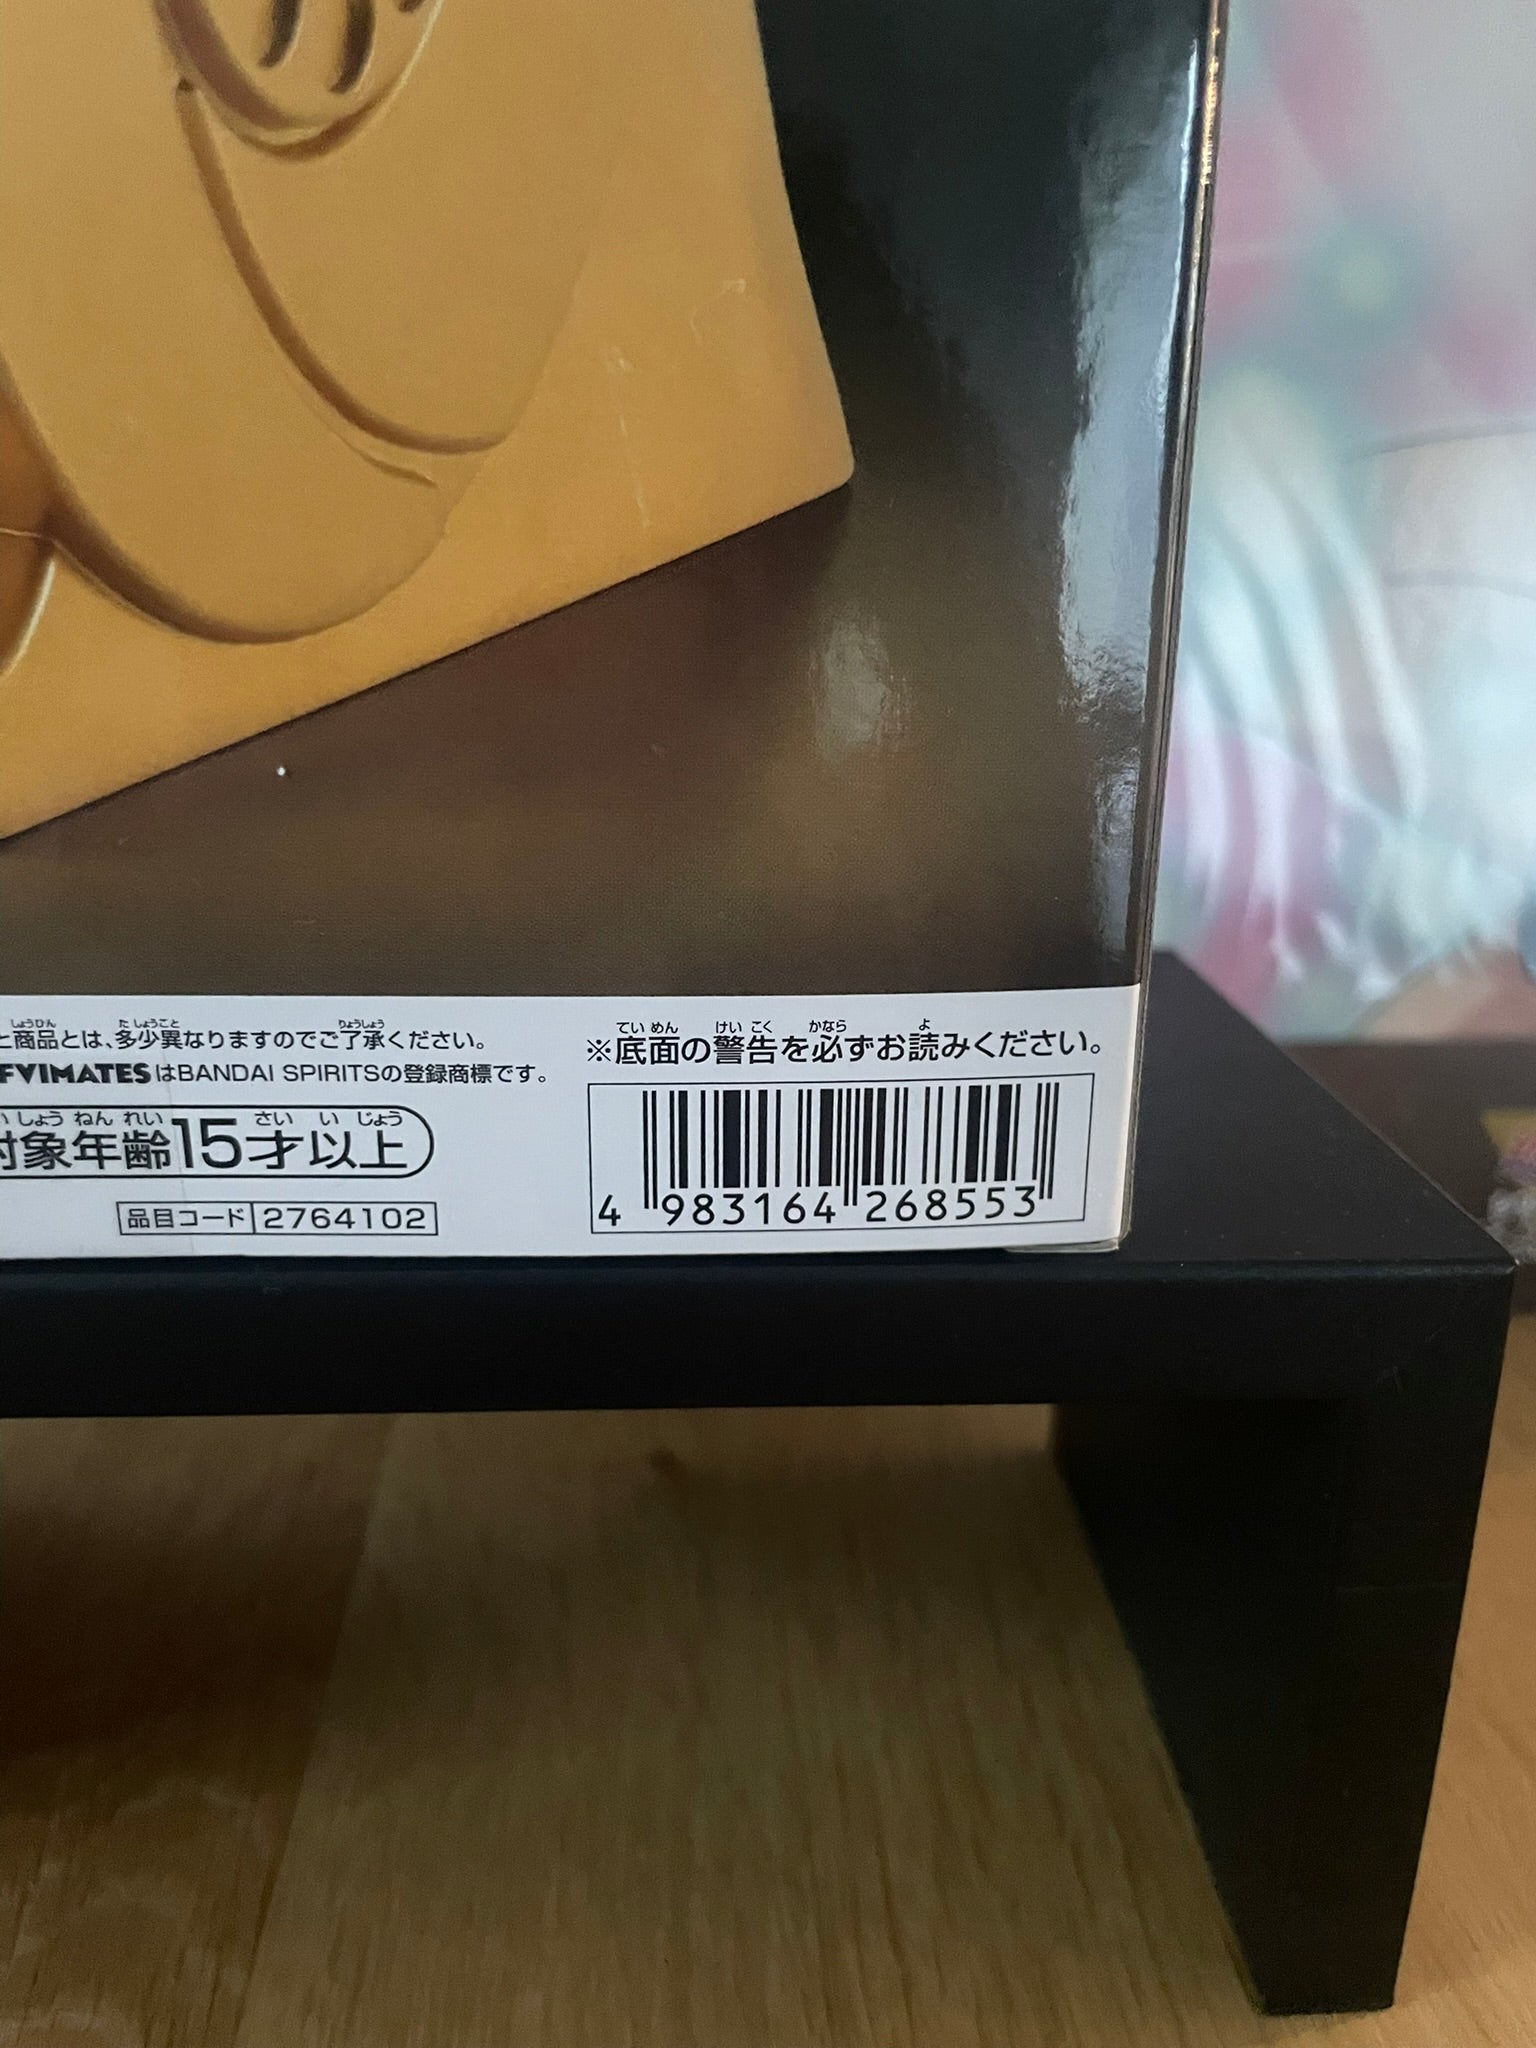 と商品とは、多少異なりますのでご了承ください。
FVIMATESはBANDAI SPIRITSの登録商標です。
対象年齢15才以上
品目コード 2764102
※底面の警告を必ずお読みください。
4 983164 268553